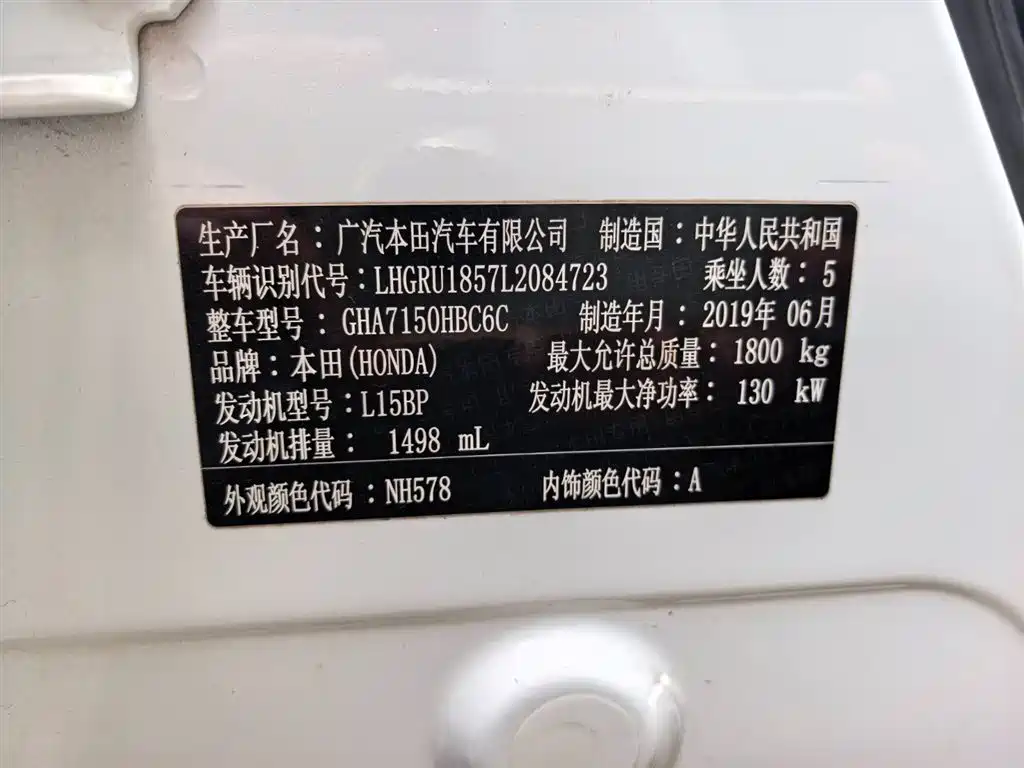 生产厂名：广汽本田汽车有限公司 制造国：中华人民共和国
车辆识别代号：LHGRU1857L2084723 乘坐人数：5
整车型号：GHA7150HBC6C 制造年月：2019年 06月
品牌：本田(HONDA) 最大允许总质量：1800 kg
发动机型号：L15BP 发动机最大净功率：130 kW
发动机排量：1498 mL
外观颜色代码：NH578 内饰颜色代码：A